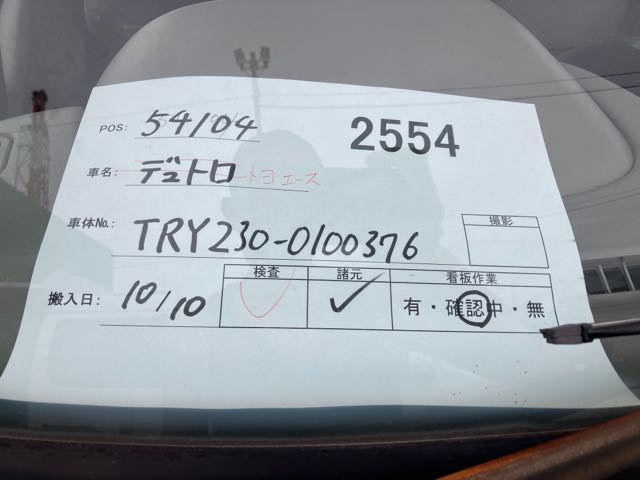 POS: 54104 2554
車名: デュトロ トヨエース
車体No.: TRY230-0100376
撮影
検査 諸元 看板作業
搬入日: 10/10 有・確認中・無